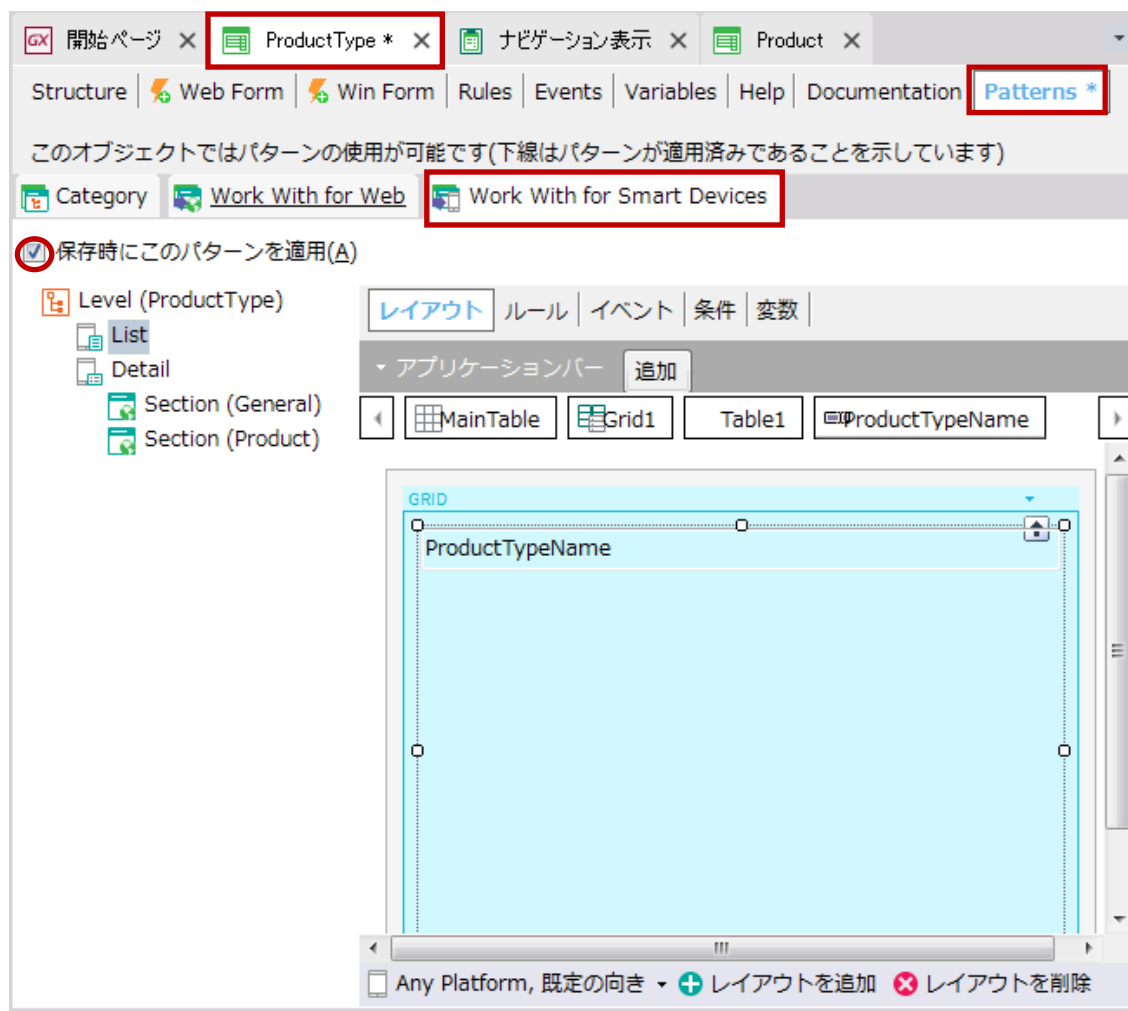 GX 開始ページ ProductType * ナビゲーション表示 Product
Structure Web Form Win Form Rules Events Variables Help Documentation Patterns *
このオブジェクトではパターンの使用が可能です(下線はパターンが適用済みであることを示しています)
Category Work With for Web Work With for Smart Devices
保存時にこのパターンを適用(A)
Level (ProductType)
List
Detail
Section (General)
Section (Product)
レイアウト ルール イベント 条件 変数
アプリケーションバー 追加
MainTable Grid1 Table1 ProductTypeName
GRID
ProductTypeName
Any Platform, 既定の向き レイアウトを追加 レイアウトを削除